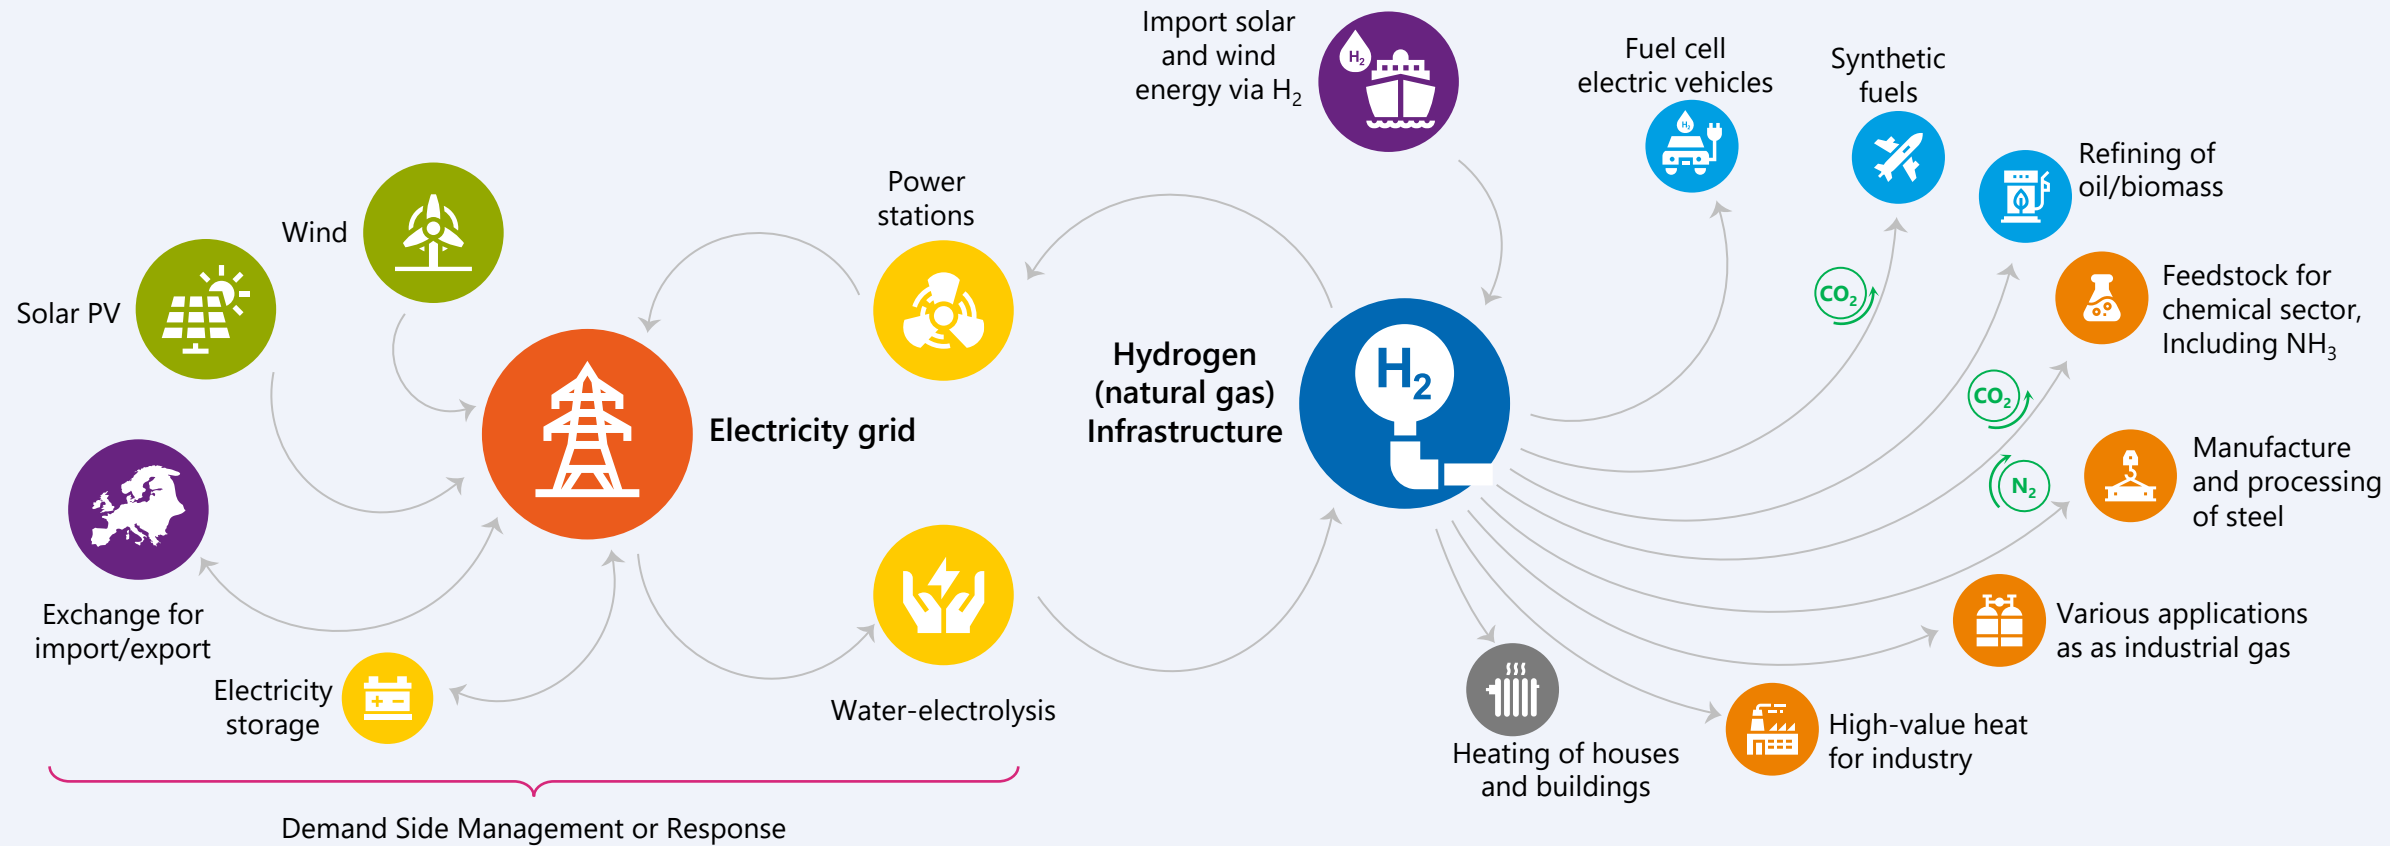 Import solar
and wind
energy via H₂
H₂
Fuel cell
electric vehicles
H₂
Synthetic
fuels
Refining of
oil/biomass
Power
stations
Wind
Solar PV
CO₂
Feedstock for
chemical sector,
Including NH₃
Hydrogen
(natural gas)
Infrastructure
H₂
Electricity grid
CO₂
N₂
Manufacture
and processing
of steel
Exchange for
import/export
Electricity
storage
Water-electrolysis
Various applications
as as industrial gas
Heating of houses
and buildings
High-value heat
for industry
Demand Side Management or Response